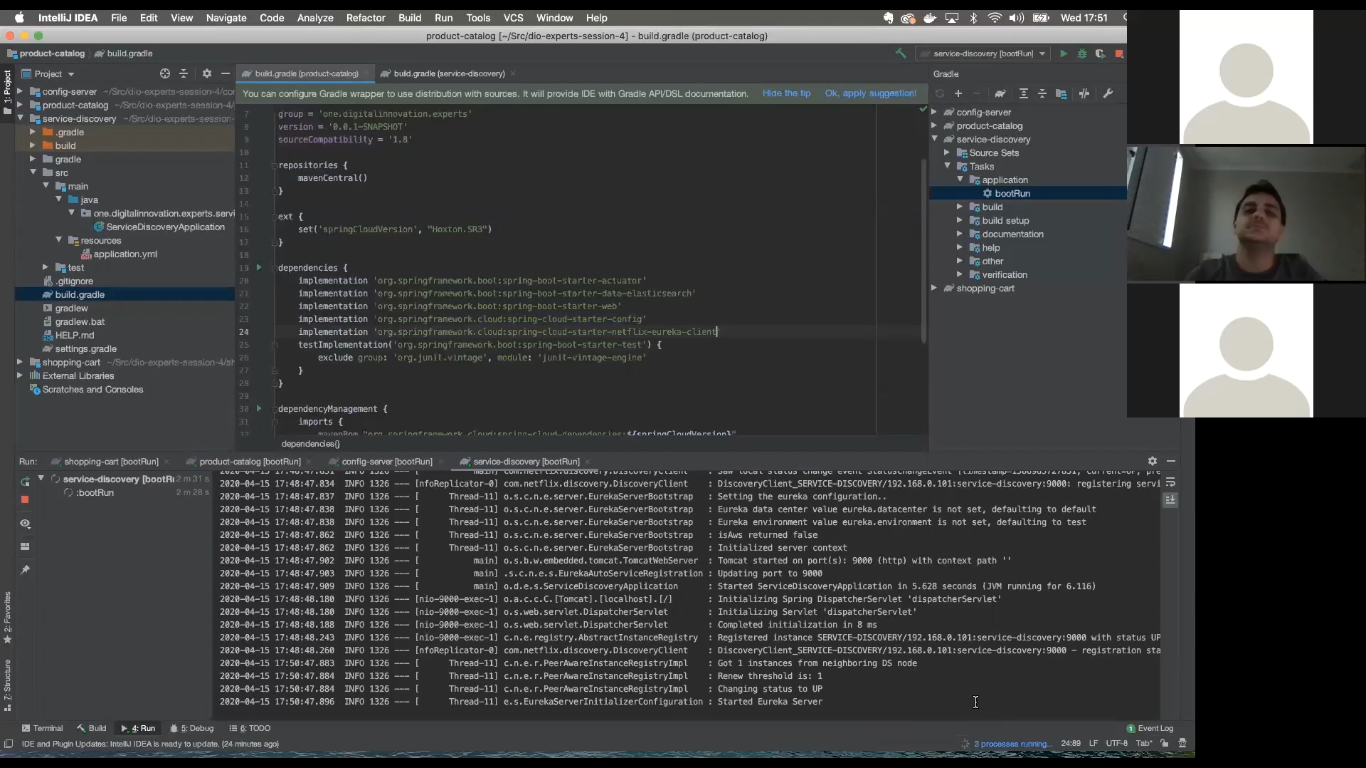 IntelliJ IDEA File Edit View Navigate Code Analyze Refactor Build Run Tools VCS Window Help Wed 17:51
product-catalog [~/Src/dio-experts-session-4] - build.gradle (product-catalog)
product-catalog build.gradle service-discovery [bootRun]
Project build.gradle (product-catalog) build.gradle (service-discovery) Gradle
1: Project
You can configure Gradle wrapper to use distribution with sources. It will provide IDE with Gradle API/DSL documentation. Hide the tip Ok, apply suggestion!
config-server ~/Src/dio-experts-session-4/co
product-catalog ~/Src/dio-experts-session-4/
service-discovery ~/Src/dio-experts-session-
.gradle
build
gradle
src
main
java
one.digitalinnovation.experts.servi
ServiceDiscoveryApplication
resources
application.yml
test
.gitignore
build.gradle
gradlew
gradlew.bat
HELP.md
settings.gradle
shopping-cart ~/Src/dio-experts-session-4/sh
External Libraries
Scratches and Consoles
7 group = 'one.digitalinnovation.experts'
8 version = '0.0.1-SNAPSHOT'
9 sourceCompatibility = '1.8'
10
11 repositories {
12 mavenCentral()
13 }
14
15 ext {
16 set('springCloudVersion', "Hoxton.SR3")
17 }
18
19 dependencies {
20 implementation 'org.springframework.boot:spring-boot-starter-actuator'
21 implementation 'org.springframework.boot:spring-boot-starter-data-elasticsearch'
22 implementation 'org.springframework.boot:spring-boot-starter-web'
23 implementation 'org.springframework.cloud:spring-cloud-starter-config'
24 implementation 'org.springframework.cloud:spring-cloud-starter-netflix-eureka-client'
25 testImplementation('org.springframework.boot:spring-boot-starter-test') {
26 exclude group: 'org.junit.vintage', module: 'junit-vintage-engine'
27 }
28 }
29
30 dependencyManagement {
31 imports {
32 mavenBom "org.springframework.cloud:spring-cloud-dependencies:${springCloudVersion}"
dependencies{}
config-server
product-catalog
service-discovery
Source Sets
Tasks
application
bootRun
build
build setup
documentation
help
other
verification
shopping-cart
Run: shopping-cart [bootRun] product-catalog [bootRun] config-server [bootRun] service-discovery [bootRun]
service-discovery [bootRu 2 m 31 s
:bootRun 2 m 28 s
2020-04-15 17:48:47.834 INFO 1326 --- [nfoReplicator-0] com.netflix.discovery.DiscoveryClient : DiscoveryClient_SERVICE-DISCOVERY/192.168.0.101:service-discovery:9000: registering servi
2020-04-15 17:48:47.837 INFO 1326 --- [ Thread-11] o.s.c.n.e.server.EurekaServerBootstrap : Setting the eureka configuration..
2020-04-15 17:48:47.838 INFO 1326 --- [ Thread-11] o.s.c.n.e.server.EurekaServerBootstrap : Eureka data center value eureka.datacenter is not set, defaulting to default
2020-04-15 17:48:47.838 INFO 1326 --- [ Thread-11] o.s.c.n.e.server.EurekaServerBootstrap : Eureka environment value eureka.environment is not set, defaulting to test
2020-04-15 17:48:47.862 INFO 1326 --- [ Thread-11] o.s.c.n.e.server.EurekaServerBootstrap : isAws returned false
2020-04-15 17:48:47.862 INFO 1326 --- [ Thread-11] o.s.c.n.e.server.EurekaServerBootstrap : Initialized server context
2020-04-15 17:48:47.902 INFO 1326 --- [ main] o.s.b.w.embedded.tomcat.TomcatWebServer : Tomcat started on port(s): 9000 (http) with context path ''
2020-04-15 17:48:47.903 INFO 1326 --- [ main] .s.c.n.e.s.EurekaAutoServiceRegistration : Updating port to 9000
2020-04-15 17:48:47.909 INFO 1326 --- [ main] o.d.e.s.ServiceDiscoveryApplication : Started ServiceDiscoveryApplication in 5.628 seconds (JVM running for 6.116)
2020-04-15 17:48:48.180 INFO 1326 --- [nio-9000-exec-1] o.a.c.c.C.[Tomcat].[localhost].[/] : Initializing Spring DispatcherServlet 'dispatcherServlet'
2020-04-15 17:48:48.180 INFO 1326 --- [nio-9000-exec-1] o.s.web.servlet.DispatcherServlet : Initializing Servlet 'dispatcherServlet'
2020-04-15 17:48:48.188 INFO 1326 --- [nio-9000-exec-1] o.s.web.servlet.DispatcherServlet : Completed initialization in 8 ms
2020-04-15 17:48:48.243 INFO 1326 --- [nio-9000-exec-1] c.n.e.registry.AbstractInstanceRegistry : Registered instance SERVICE-DISCOVERY/192.168.0.101:service-discovery:9000 with status UP
2020-04-15 17:48:48.260 INFO 1326 --- [nfoReplicator-0] com.netflix.discovery.DiscoveryClient : DiscoveryClient_SERVICE-DISCOVERY/192.168.0.101:service-discovery:9000 - registration sta
2020-04-15 17:50:47.883 INFO 1326 --- [ Thread-11] c.n.e.r.PeerAwareInstanceRegistryImpl : Got 1 instances from neighboring DS node
2020-04-15 17:50:47.884 INFO 1326 --- [ Thread-11] c.n.e.r.PeerAwareInstanceRegistryImpl : Renew threshold is: 1
2020-04-15 17:50:47.884 INFO 1326 --- [ Thread-11] c.n.e.r.PeerAwareInstanceRegistryImpl : Changing status to UP
2020-04-15 17:50:47.896 INFO 1326 --- [ Thread-11] e.s.EurekaServerInitializerConfiguration : Started Eureka Server
2: Favorites
7: Structure
Terminal Build 4: Run 5: Debug 6: TODO 1 Event Log
IDE and Plugin Updates: IntelliJ IDEA is ready to update. (24 minutes ago) 3 processes running... 24:89 LF UTF-8 Tab*